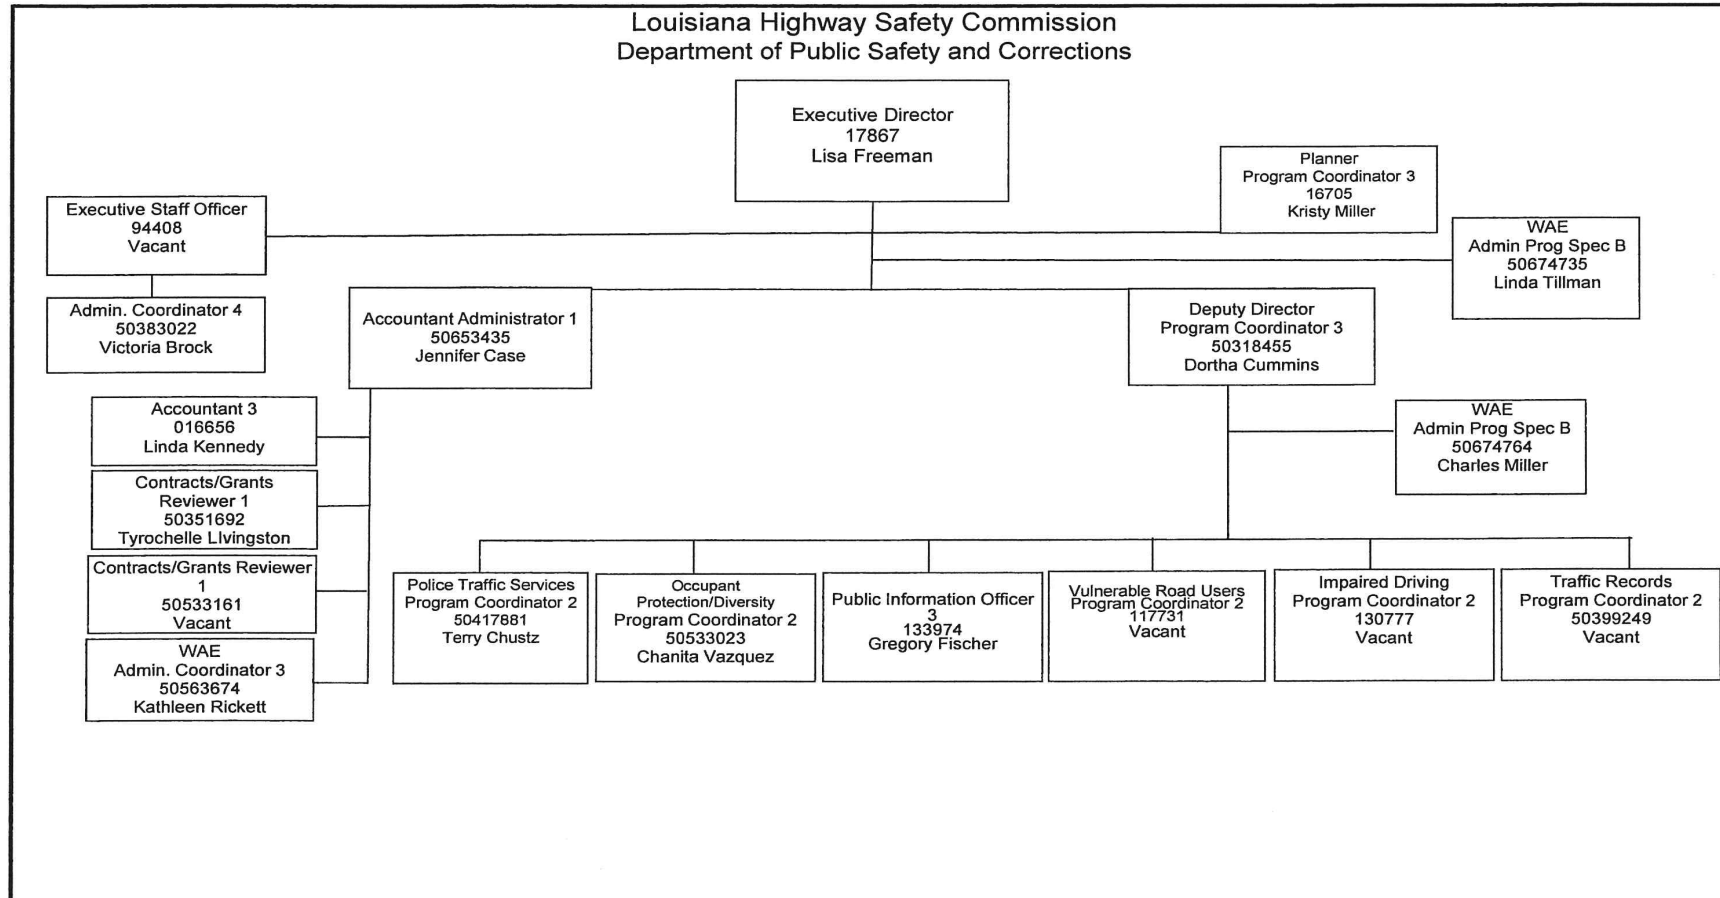 Louisiana Highway Safety Commission
Department of Public Safety and Corrections
Executive Director
17867
Lisa Freeman
Planner
Program Coordinator 3
16705
Kristy Miller
Executive Staff Officer
94408
Vacant
WAE
Admin Prog Spec B
50674735
Linda Tillman
Admin. Coordinator 4
50383022
Victoria Brock
Accountant Administrator 1
50653435
Jennifer Case
Deputy Director
Program Coordinator 3
50318455
Dortha Cummins
Accountant 3
016656
Linda Kennedy
WAE
Admin Prog Spec B
50674764
Charles Miller
Contracts/Grants
Reviewer 1
50351692
Tyrochelle LIvingston
Contracts/Grants Reviewer
1
50533161
Vacant
WAE
Admin. Coordinator 3
50563674
Kathleen Rickett
Police Traffic Services
Program Coordinator 2
50417881
Terry Chustz
Occupant
Protection/Diversity
Program Coordinator 2
50533023
Chanita Vazquez
Public Information Officer
3
133974
Gregory Fischer
Vulnerable Road Users
Program Coordinator 2
117731
Vacant
Impaired Driving
Program Coordinator 2
130777
Vacant
Traffic Records
Program Coordinator 2
50399249
Vacant